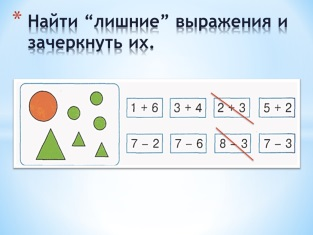 * Найти “лишние” выражения и
зачеркнуть их.
1 + 6 3 + 4 2 + 3 5 + 2
7 – 2 7 – 6 8 – 3 7 – 3